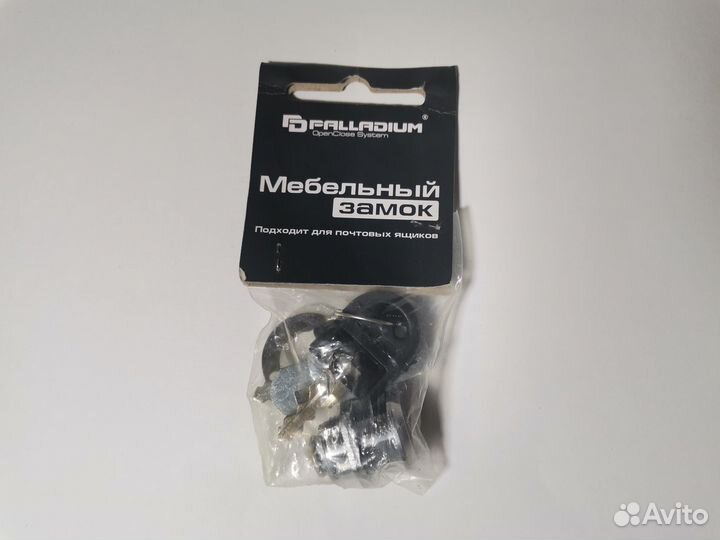 PALLADIUM®
OpenClose System
Мебельный
замок
Подходит для почтовых ящиков
Avito